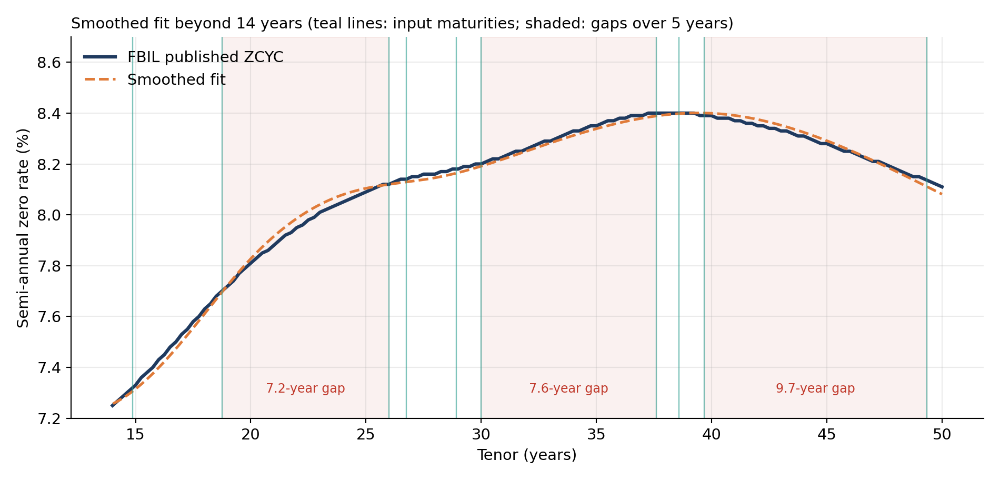 Smoothed fit beyond 14 years (teal lines: input maturities; shaded: gaps over 5 years)
FBIL published ZCYC
Smoothed fit
Semi-annual zero rate (%)
8.6
8.4
8.2
8.0
7.8
7.6
7.4
7.2
7.2-year gap
7.6-year gap
9.7-year gap
15
20
25
30
35
40
45
50
Tenor (years)